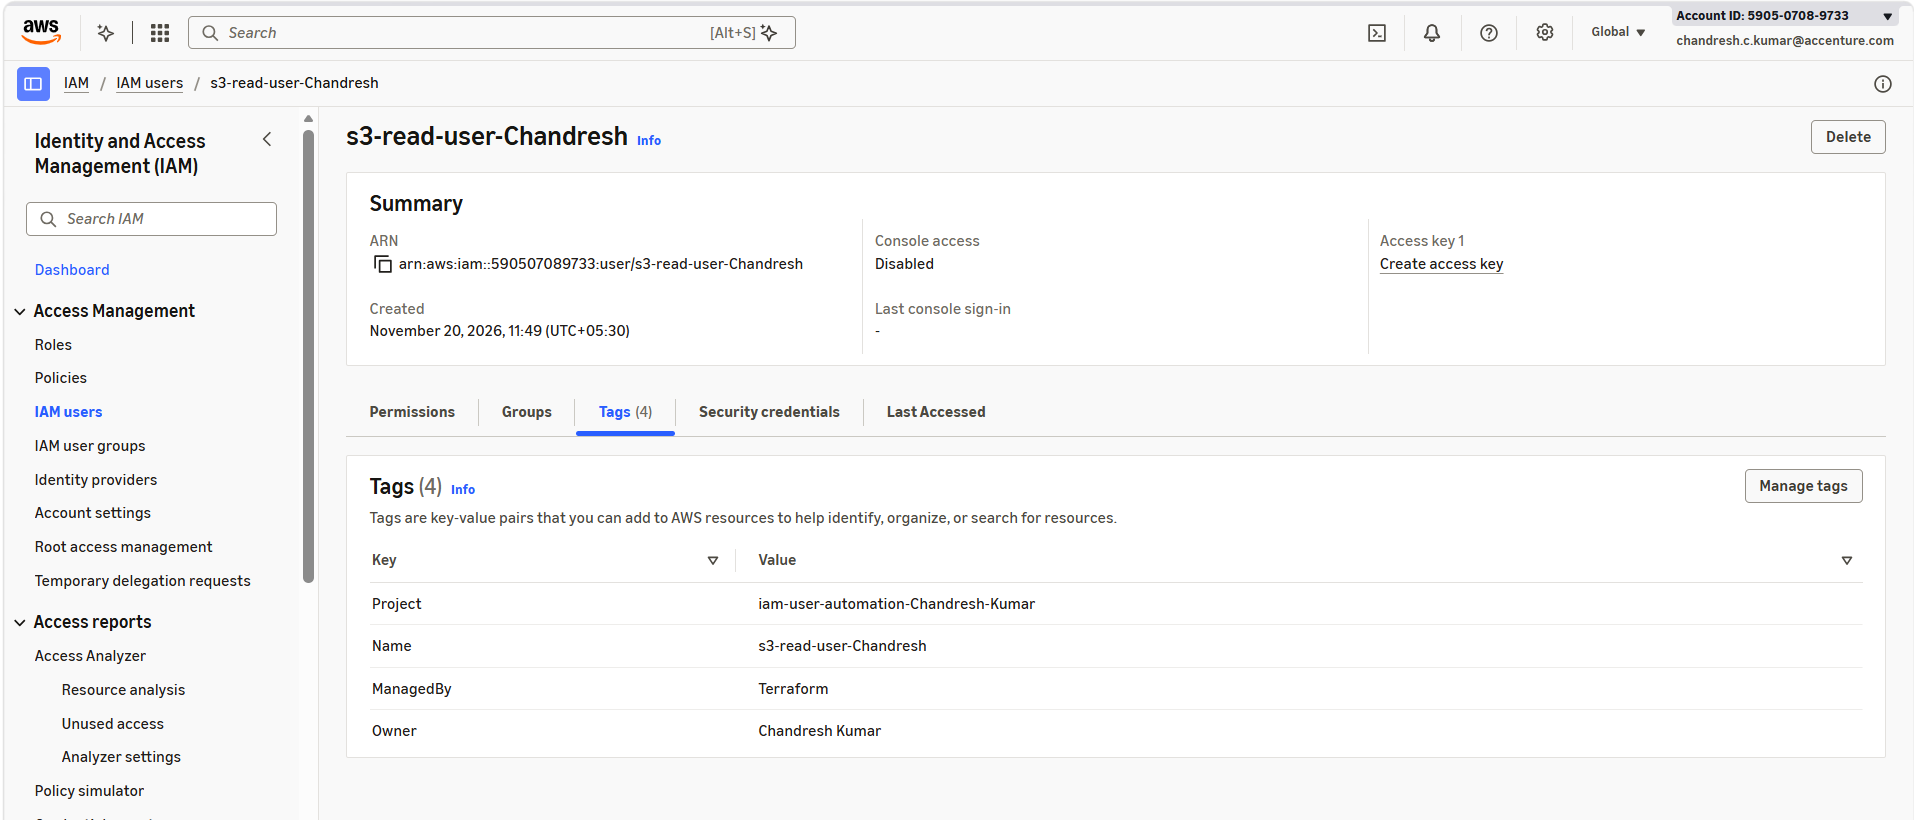 aws
Search [Alt+S]
Global
Account ID: 5905-0708-9733
chandresh.c.kumar@accenture.com
IAM / IAM users / s3-read-user-Chandresh
Identity and Access
Management (IAM)
Search IAM
Dashboard
Access Management
Roles
Policies
IAM users
IAM user groups
Identity providers
Account settings
Root access management
Temporary delegation requests
Access reports
Access Analyzer
Resource analysis
Unused access
Analyzer settings
Policy simulator
s3-read-user-Chandresh Info
Delete
Summary
ARN
arn:aws:iam::590507089733:user/s3-read-user-Chandresh
Created
November 20, 2026, 11:49 (UTC+05:30)
Console access
Disabled
Last console sign-in
-
Access key 1
Create access key
Permissions Groups Tags (4) Security credentials Last Accessed
Tags (4) Info
Manage tags
Tags are key-value pairs that you can add to AWS resources to help identify, organize, or search for resources.
Key Value
Project iam-user-automation-Chandresh-Kumar
Name s3-read-user-Chandresh
ManagedBy Terraform
Owner Chandresh Kumar